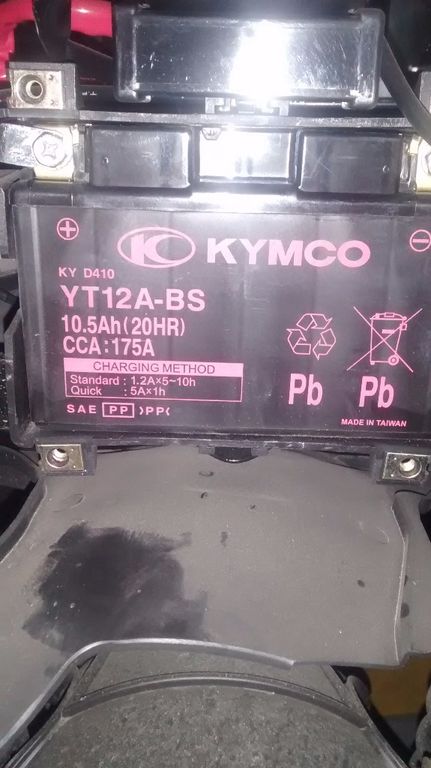 KYMCO
KY D410
YT12A-BS
10.5Ah(20HR)
CCA:175A
CHARGING METHOD
Standard : 1.2A×5~10h
Quick : 5A×1h
SAE PP >PP<
Pb Pb
MADE IN TAIWAN